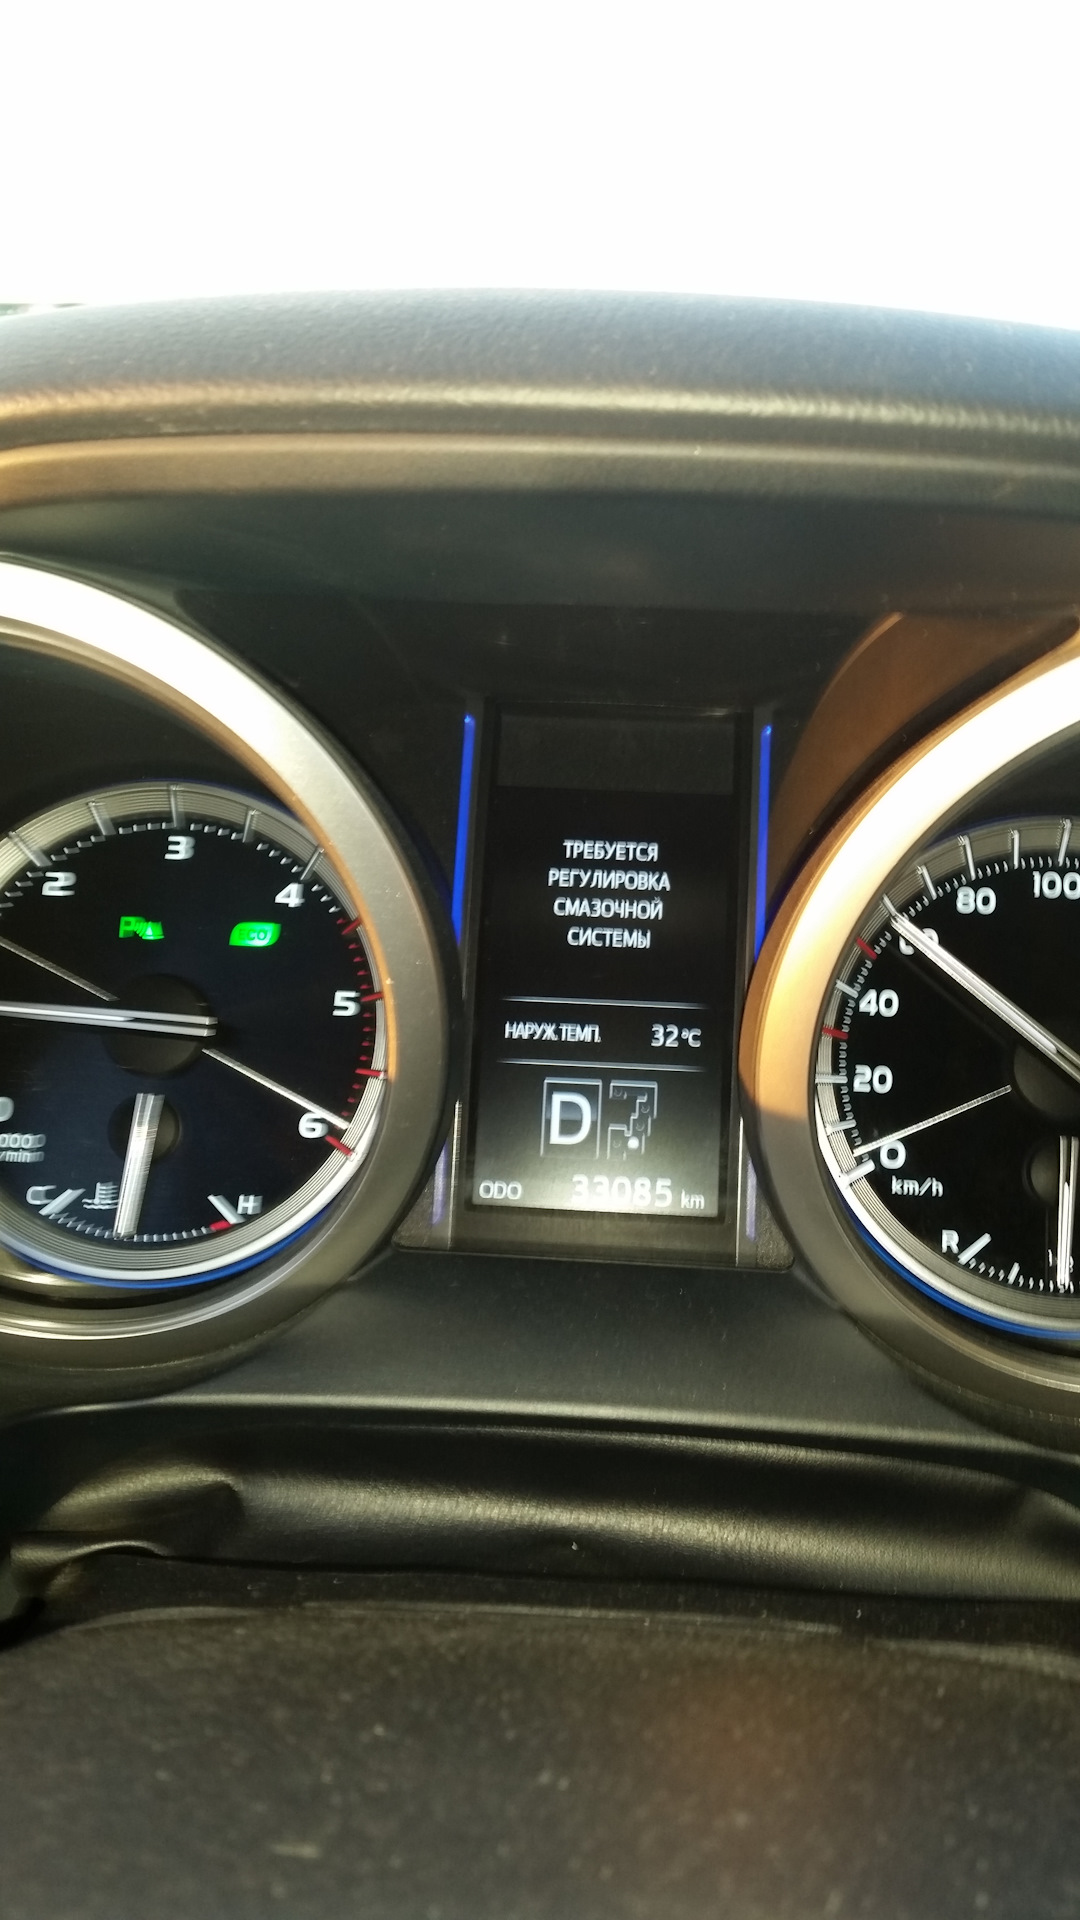 ТРЕБУЕТСЯ
РЕГУЛИРОВКА
СМАЗОЧНОЙ
СИСТЕМЫ
НАРУЖ.ТЕМП. 32°C
D
ODO 33085 km
2
3
4
5
6
ECO
C
H
0
20
40
60
80
100
km/h
R